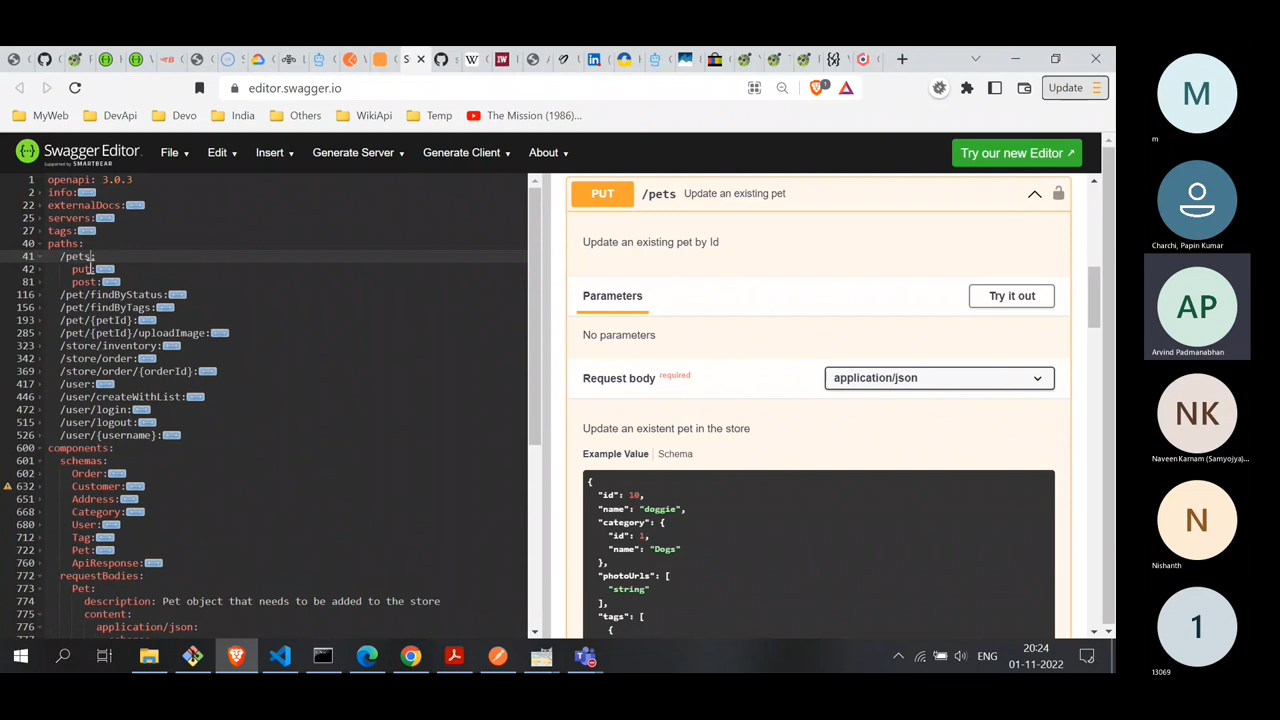 S
editor.swagger.io
1
Update
MyWeb
DevApi
Devo
India
Others
WikiApi
Temp
The Mission (1986)...
Swagger Editor
Supported by SMARTBEAR
File
Edit
Insert
Generate Server
Generate Client
About
Try our new Editor
1 openapi: 3.0.3
2 info:
22 externalDocs:
25 servers:
27 tags:
40 paths:
41 /pets:
42 put:
81 post:
116 /pet/findByStatus:
156 /pet/findByTags:
193 /pet/{petId}:
285 /pet/{petId}/uploadImage:
323 /store/inventory:
342 /store/order:
369 /store/order/{orderId}:
417 /user:
446 /user/createWithList:
472 /user/login:
515 /user/logout:
526 /user/{username}:
600 components:
601 schemas:
602 Order:
632 Customer:
651 Address:
668 Category:
680 User:
712 Tag:
722 Pet:
760 ApiResponse:
772 requestBodies:
773 Pet:
774 description: Pet object that needs to be added to the store
775 content:
776 application/json:
PUT /pets Update an existing pet
Update an existing pet by Id
Parameters
Try it out
No parameters
Request body required
application/json
Update an existent pet in the store
Example Value
Schema
{
"id": 10,
"name": "doggie",
"category": {
"id": 1,
"name": "Dogs"
},
"photoUrls": [
"string"
],
"tags": [
{
ENG
20:24
01-11-2022
M
m
Charchi, Papin Kumar
AP
Arvind Padmanabhan
NK
Naveen Karnam (Samyojya)...
N
Nishanth
1
13069